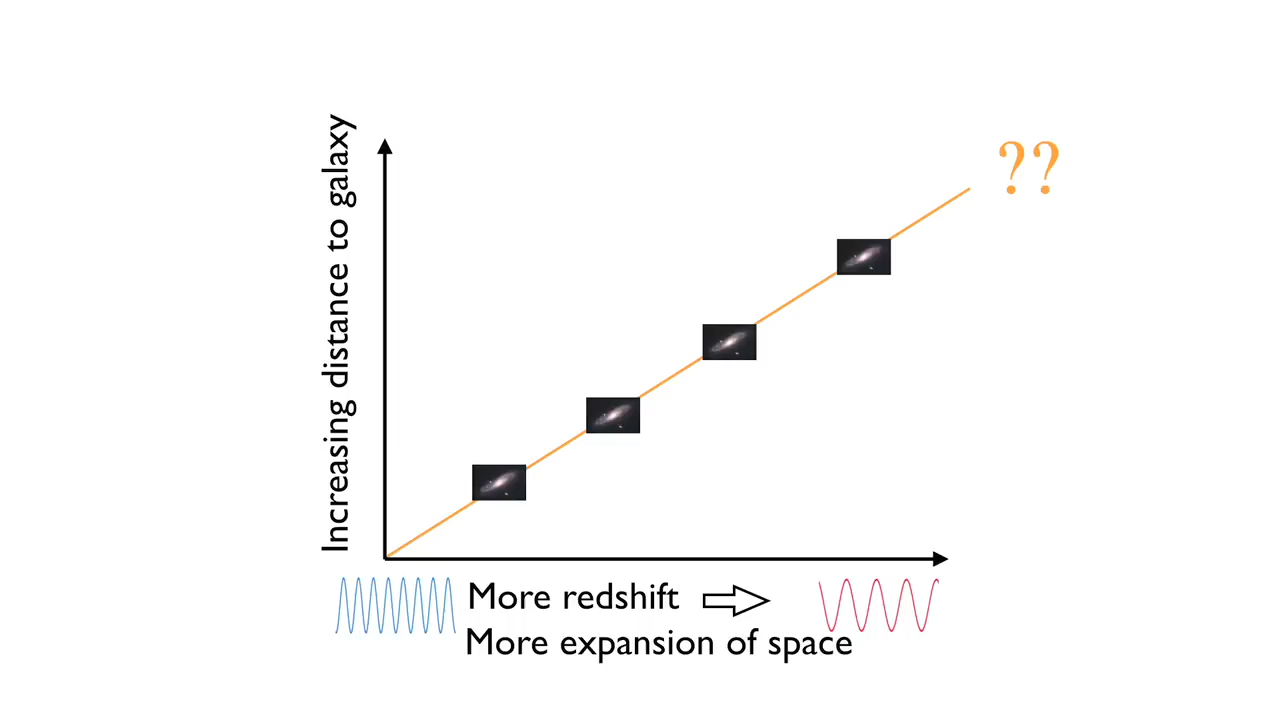 Increasing distance to galaxy
??
More redshift
More expansion of space